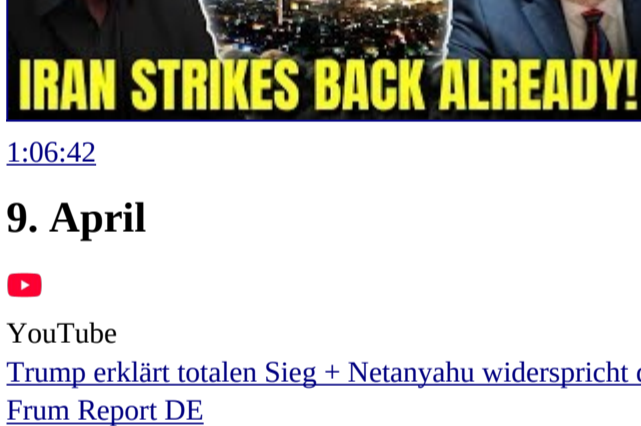 IRAN STRIKES BACK ALREADY!
1:06:42
9. April
YouTube
Trump erklärt totalen Sieg + Netanyahu widerspricht
Frum Report DE